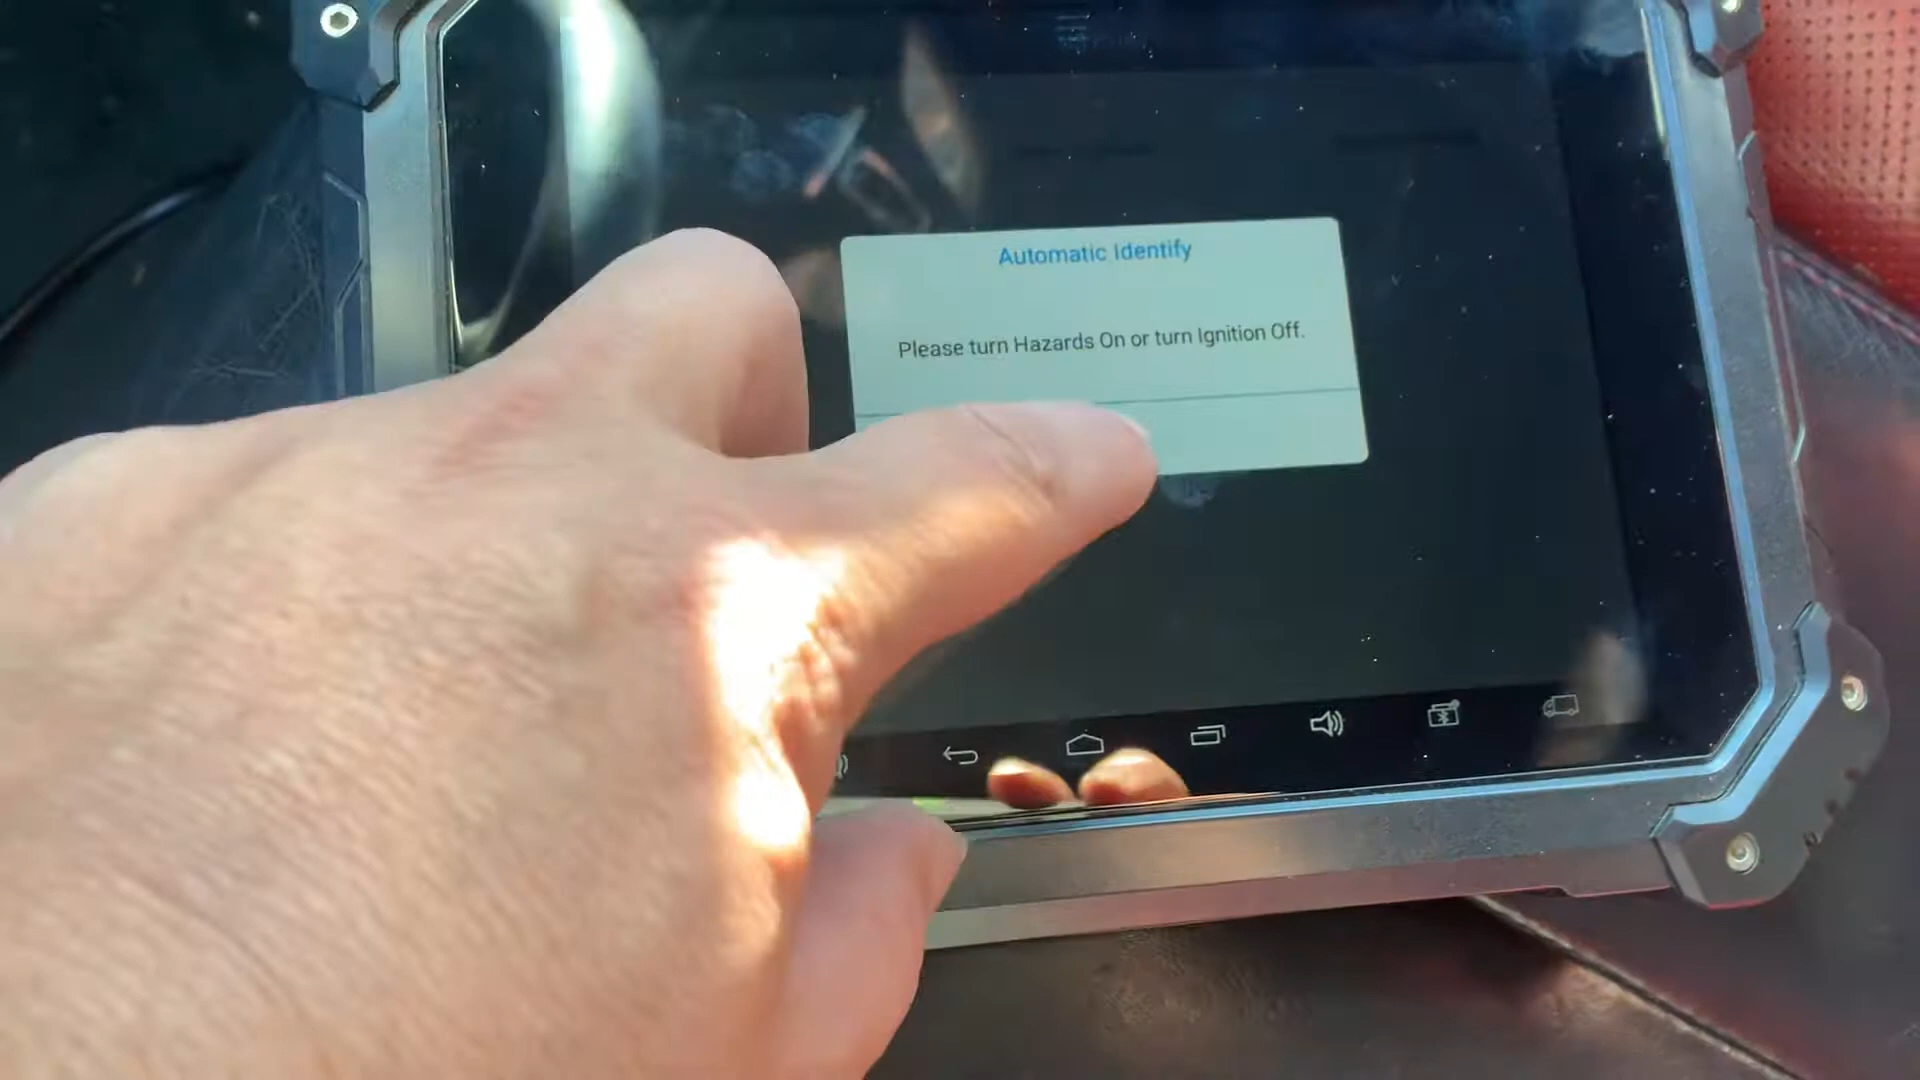 Automatic Identify
Please turn Hazards On or turn Ignition Off.